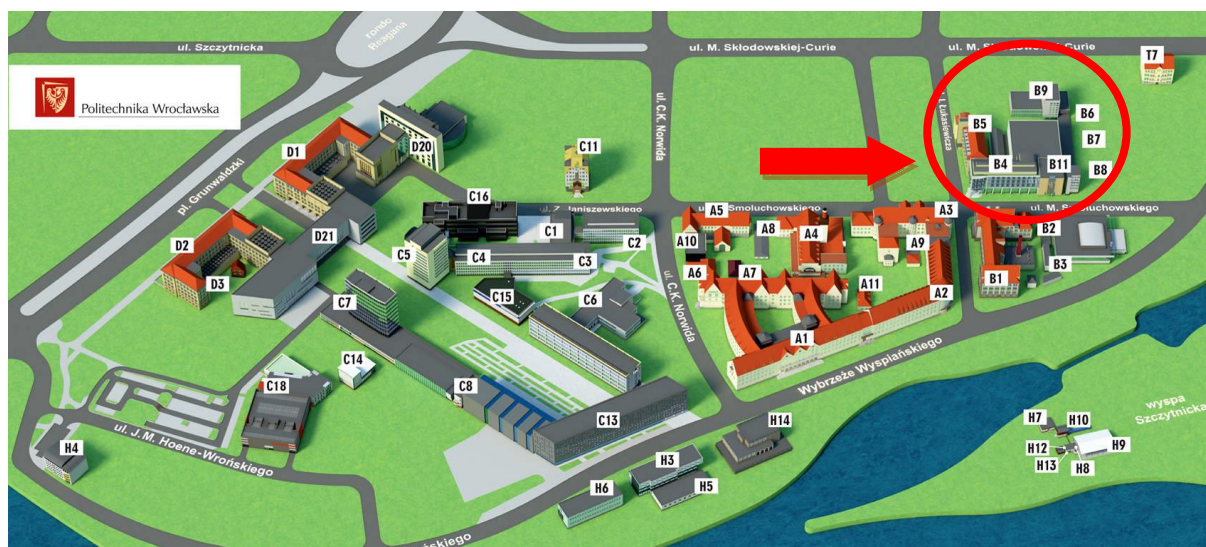 rondo
Reagana
ul. Szczytnicka
ul. M. Skłodowskiej-Curie
ul. M. Skłodowskiej-Curie
T7
Politechnika Wrocławska
B9
B6
B5
B7
B4
B11
B8
ul. I. Łukasiewicza
ul. C.K. Norwida
D20
D1
C11
pl. Grunwaldzki
C16
ul. Z. Janiszewskiego
ul. M. Smoluchowskiego
ul. M. Smoluchowskiego
A5
A8
A4
A3
A10
A9
B2
B3
B1
D2
D21
D3
C5
C4
C1
C3
C2
ul. C.K. Norwida
A6
A7
A11
A2
A1
C7
C15
C6
Wybrzeże Wyspiańskiego
C14
C18
C8
C13
ul. J.M. Hoene-Wrońskiego
H4
H14
H3
H5
H6
wyspa
Szczytnicka
H7
H10
H12
H9
H13
H8